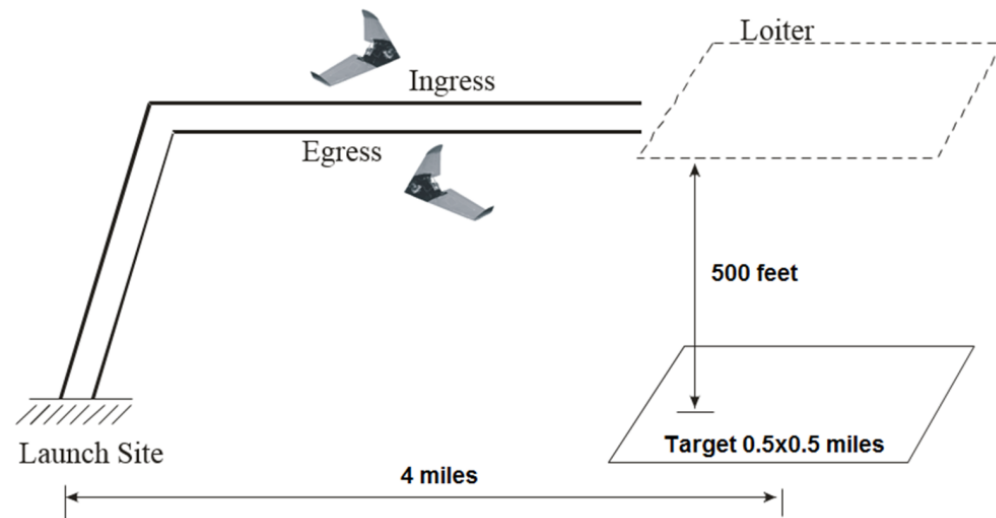 Loiter
Ingress
Egress
500 feet
Target 0.5x0.5 miles
Launch Site
4 miles